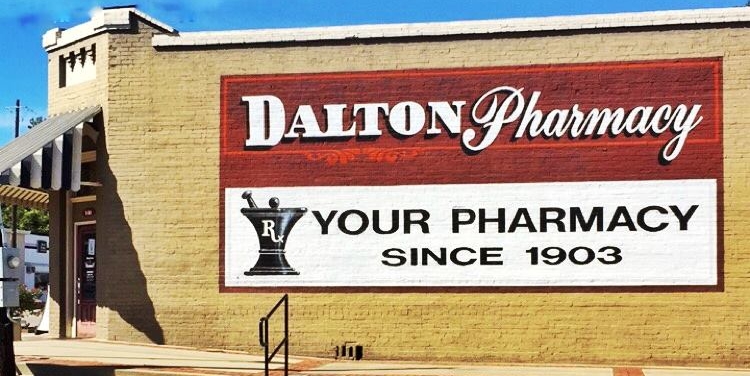 DALTON Pharmacy
Rx YOUR PHARMACY
SINCE 1903